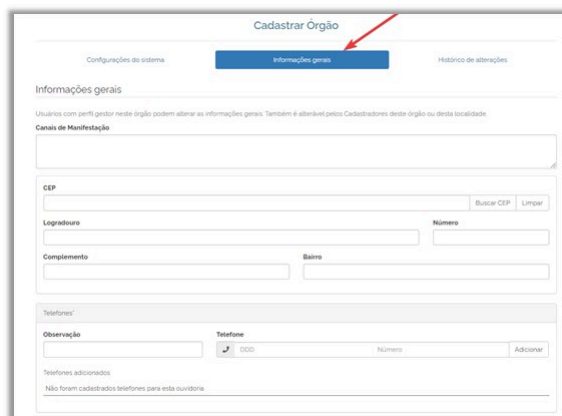 Cadastrar Órgão
Configurações do sistema Informações gerais Histórico de alterações
Informações gerais
Usuários com perfil gestor neste órgão podem alterar as informações gerais. Também é alterável pelos Cadastradores deste órgão ou desta localidade.
Canais de Manifestação
CEP
Buscar CEP Limpar
Logradouro Número
Complemento Bairro
Telefones*
Observação Telefone
DDD Número Adicionar
Telefones adicionados
Não foram cadastrados telefones para esta ouvidoria